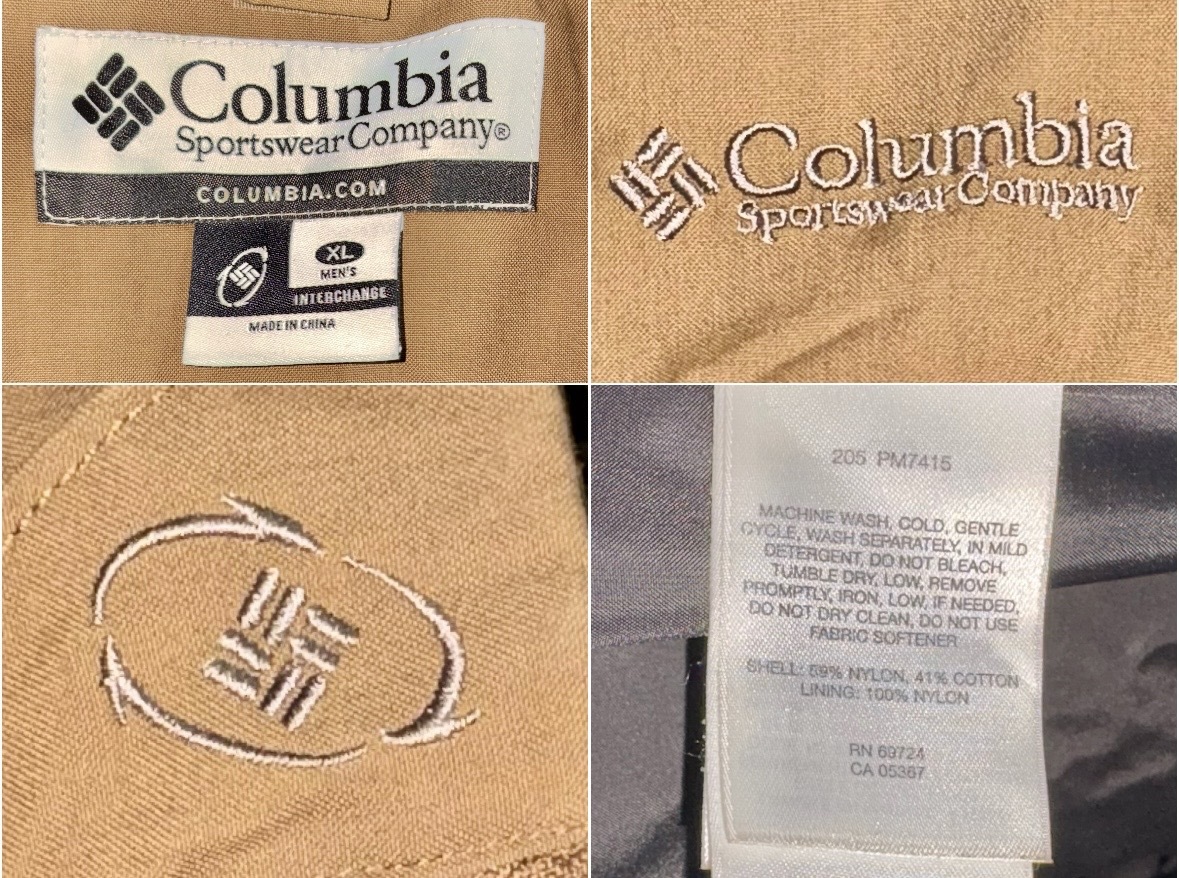 Columbia
Sportswear Company®
COLUMBIA.COM
XL
MEN'S
INTERCHANGE
MADE IN CHINA
Columbia
Sportswear Company
205 PM7415
MACHINE WASH, COLD, GENTLE
CYCLE, WASH SEPARATELY, IN MILD
DETERGENT, DO NOT BLEACH,
TUMBLE DRY, LOW, REMOVE
PROMPTLY, IRON, LOW, IF NEEDED,
DO NOT DRY CLEAN, DO NOT USE
FABRIC SOFTENER
SHELL: 59% NYLON, 41% COTTON
LINING: 100% NYLON
RN 69724
CA 05367